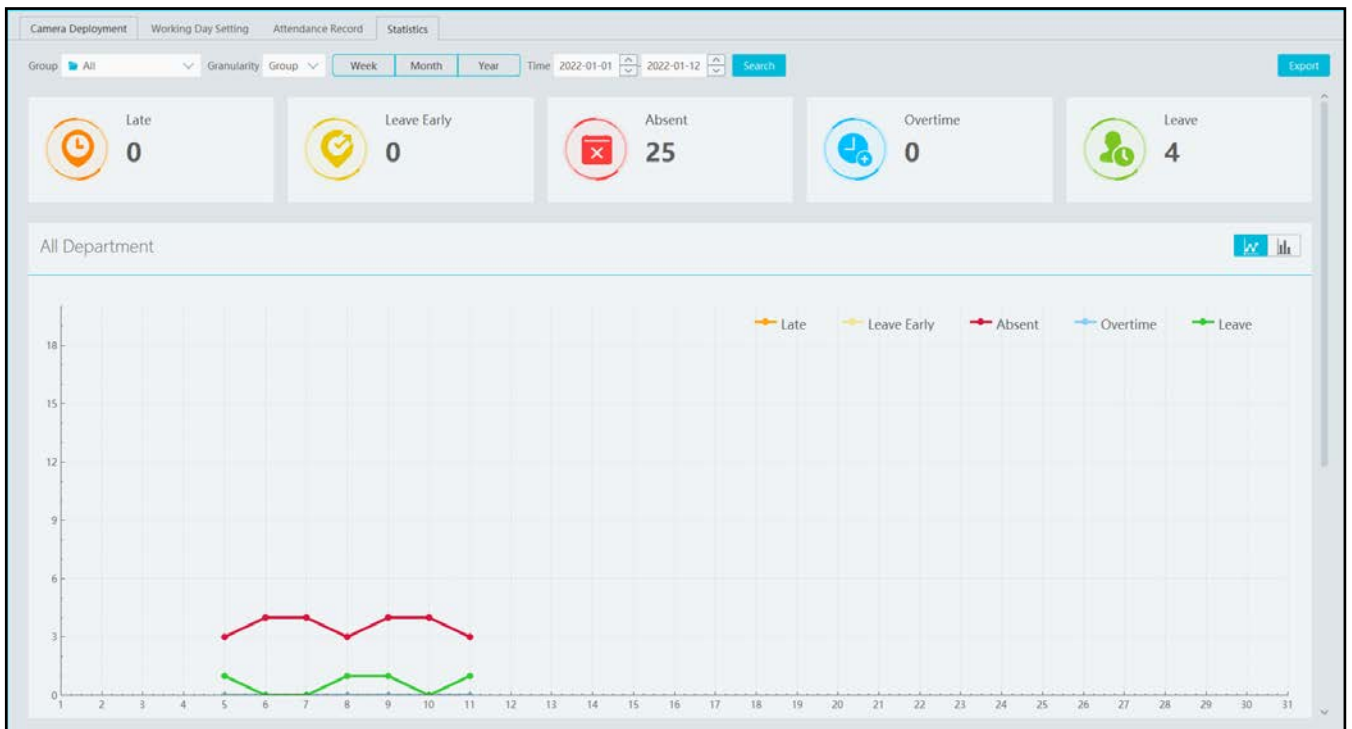 Camera Deployment Working Day Setting Attendance Record Statistics
Group All Granularity Group Week Month Year Time 2022-01-01 - 2022-01-12 Search Export
Late Leave Early Absent Overtime Leave
0 0 25 0 4
All Department
Late Leave Early Absent Overtime Leave
18
15
12
9
6
3
0
1 2 3 4 5 6 7 8 9 10 11 12 13 14 15 16 17 18 19 20 21 22 23 24 25 26 27 28 29 30 31